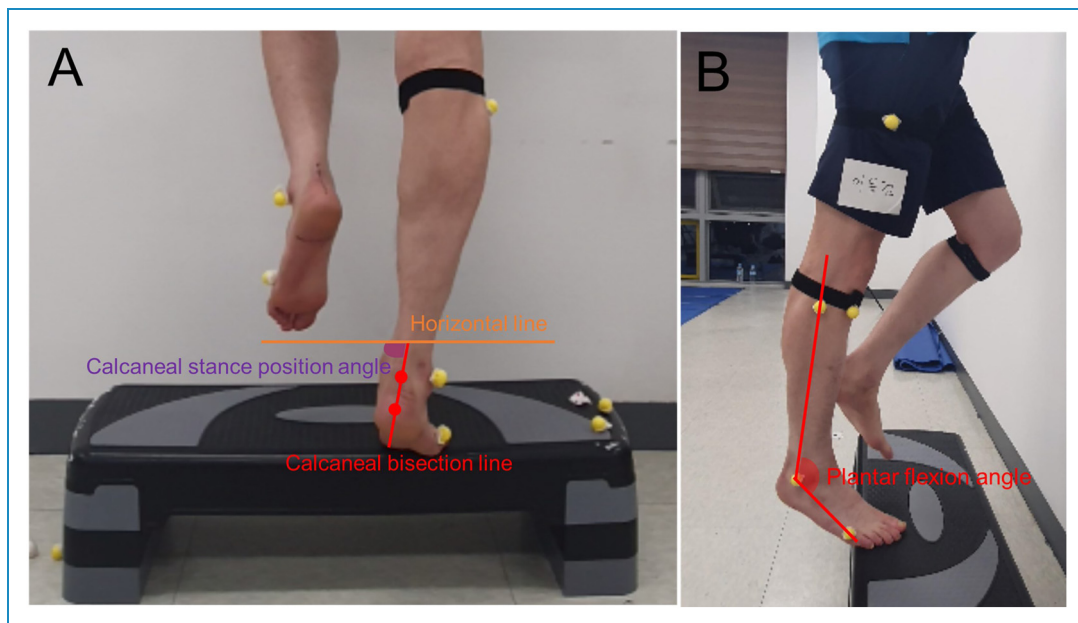 A
B
Horizontal line
Calcaneal stance position angle
Plantar flexion angle
Calcaneal bisection line